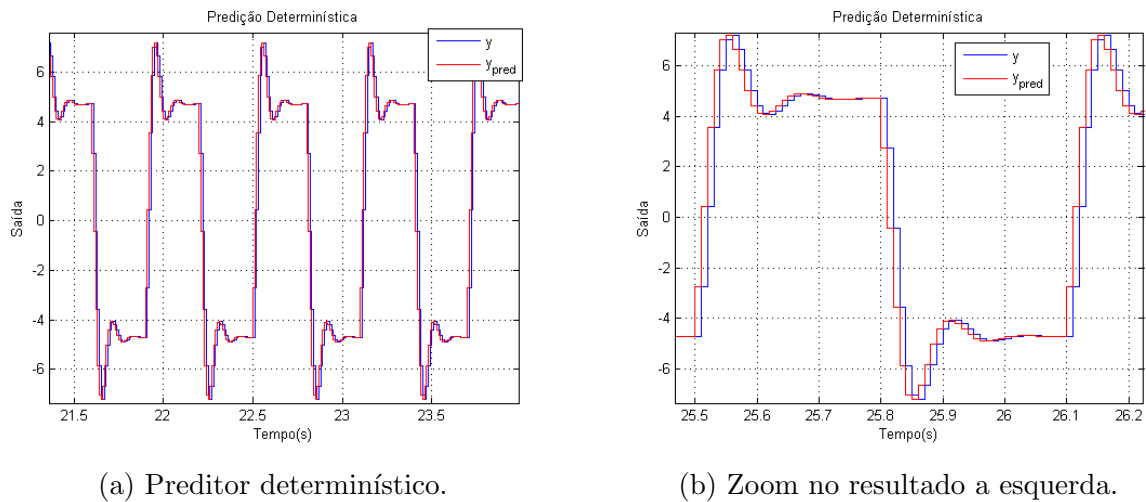 Predição Determinística
y
y_pred
6
4
2
0
-2
-4
-6
Saída
21.5
22
22.5
23
23.5
Tempo(s)
(a) Preditor determinístico.
Predição Determinística
y
y_pred
6
4
2
0
-2
-4
-6
Saída
25.5
25.6
25.7
25.8
25.9
26
26.1
26.2
Tempo(s)
(b) Zoom no resultado a esquerda.